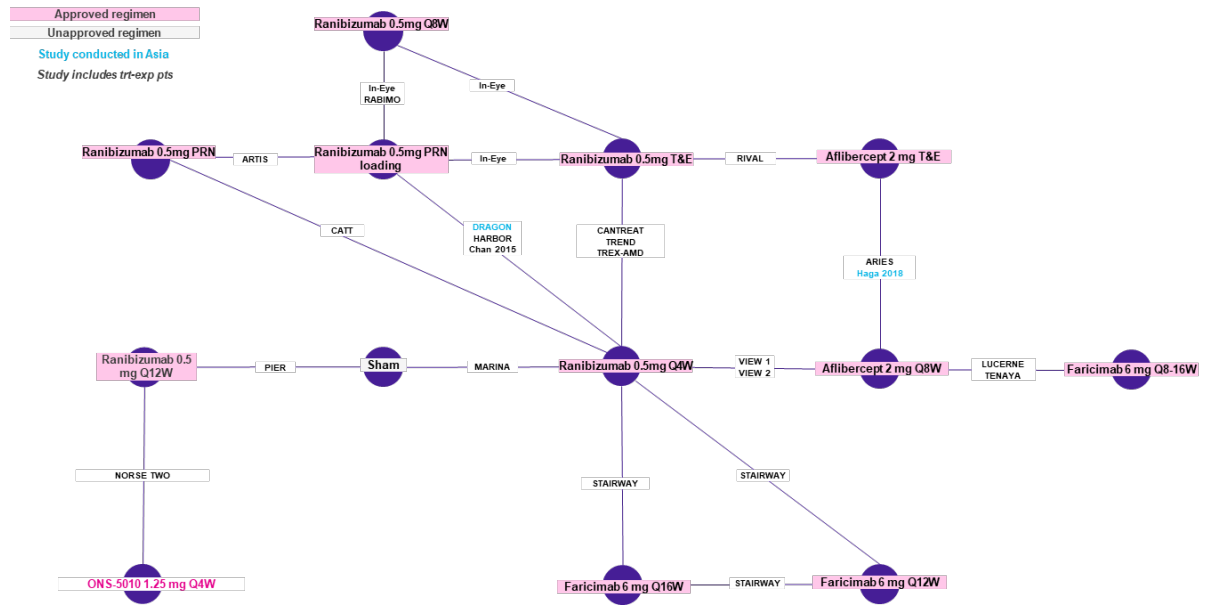 Approved regimen
Unapproved regimen
Study conducted in Asia
Study includes trt-exp pts
Ranibizumab 0.5mg Q8W
In-Eye
RABIMO
In-Eye
Ranibizumab 0.5mg PRN
ARTIS
Ranibizumab 0.5mg PRN
loading
In-Eye
Ranibizumab 0.5mg T&E
RIVAL
Aflibercept 2 mg T&E
CATT
DRAGON
HARBOR
Chan 2015
CANTREAT
TREND
TREX-AMD
ARIES
Haga 2018
Ranibizumab 0.5
mg Q12W
PIER
Sham
MARINA
Ranibizumab 0.5mg Q4W
VIEW 1
VIEW 2
Aflibercept 2 mg Q8W
LUCERNE
TENAYA
Faricimab 6 mg Q8-16W
NORSE TWO
STAIRWAY
STAIRWAY
ONS-5010 1.25 mg Q4W
Faricimab 6 mg Q16W
STAIRWAY
Faricimab 6 mg Q12W